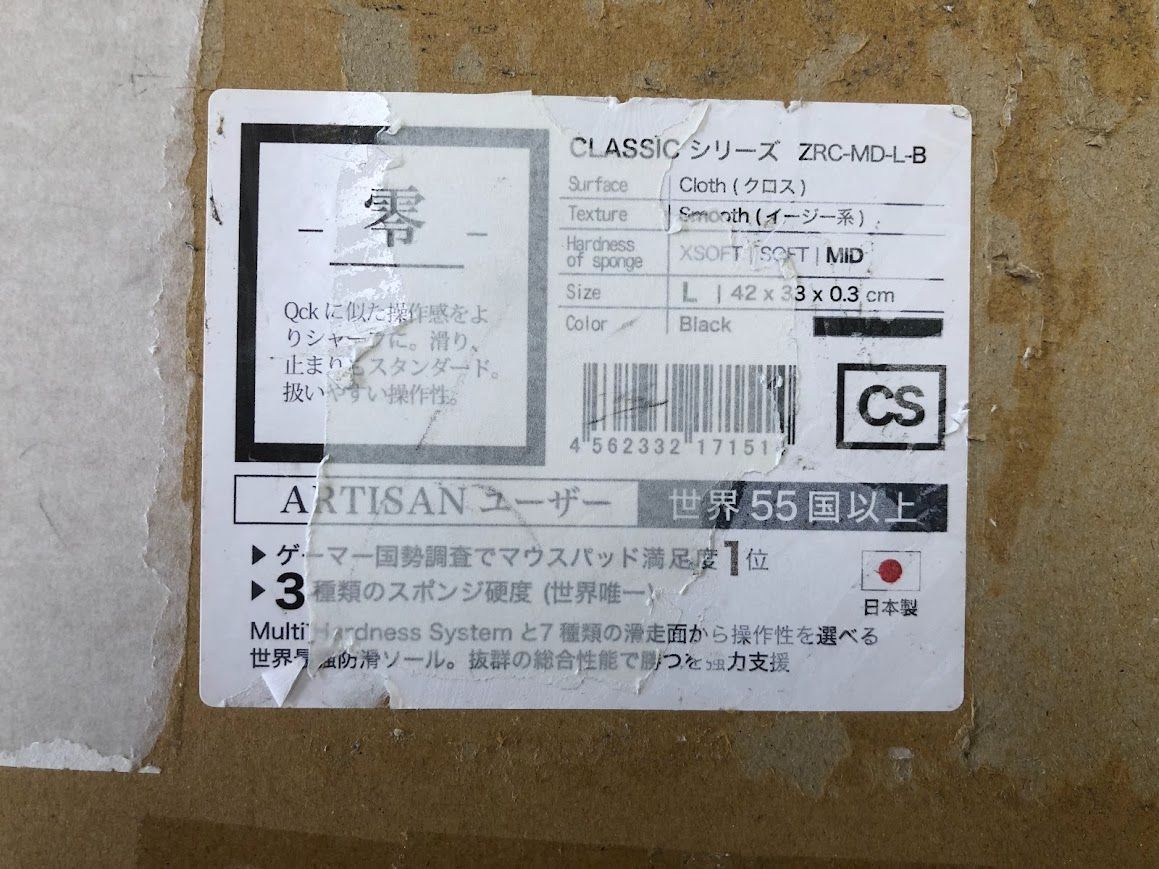 零
Qck に似た操作感をよ
りシャープに。滑り、
止まりとスタンダード。
扱いやすい操作性。
CLASSIC シリーズ ZRC-MD-L-B
Surface Cloth ( クロス )
Texture Smooth ( イージー系 )
Hardness of sponge XSOFT | SOFT | MID
Size L | 42 x 33 x 0.3 cm
Color Black
4 562332 17151
CS
ARTISAN ユーザー 世界 55 国以上
▶ ゲーマー国勢調査でマウスパッド満足度 1 位
▶ 3 種類のスポンジ硬度 (世界唯一)
Multi Hardness System と7 種類の滑走面から操作性を選べる
世界最強防滑ソール。抜群の総合性能で勝つを強力支援
日本製